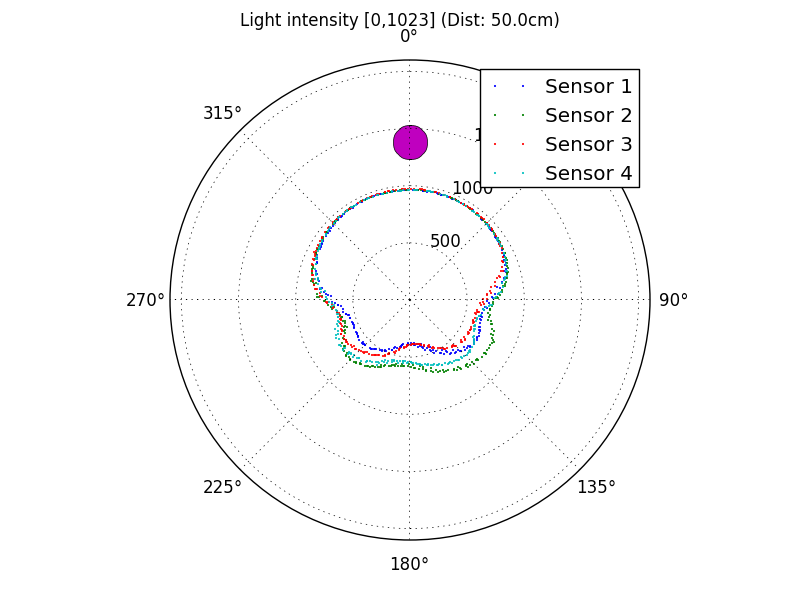 Light intensity [0,1023] (Dist: 50.0cm)
0°
315°
Sensor 1
Sensor 2
Sensor 3
Sensor 4
1000
500
270°
90°
225°
135°
180°